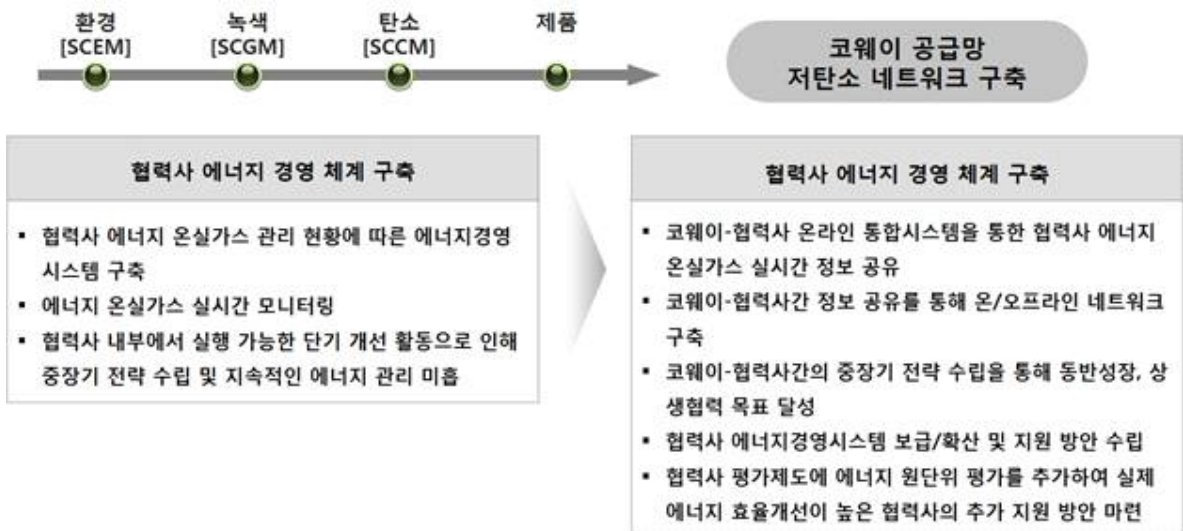 환경
[SCEM]
녹색
[SCGM]
탄소
[SCCM]
제품
코웨이 공급망
저탄소 네트워크 구축
협력사 에너지 경영 체계 구축
▪ 협력사 에너지 온실가스 관리 현황에 따른 에너지경영
시스템 구축
▪ 에너지 온실가스 실시간 모니터링
▪ 협력사 내부에서 실행 가능한 단기 개선 활동으로 인해
중장기 전략 수립 및 지속적인 에너지 관리 미흡
협력사 에너지 경영 체계 구축
▪ 코웨이-협력사 온라인 통합시스템을 통한 협력사 에너지
온실가스 실시간 정보 공유
▪ 코웨이-협력사간 정보 공유를 통해 온/오프라인 네트워크
구축
▪ 코웨이-협력사간의 중장기 전략 수립을 통해 동반성장, 상
생협력 목표 달성
▪ 협력사 에너지경영시스템 보급/확산 및 지원 방안 수립
▪ 협력사 평가제도에 에너지 원단위 평가를 추가하여 실제
에너지 효율개선이 높은 협력사의 추가 지원 방안 마련